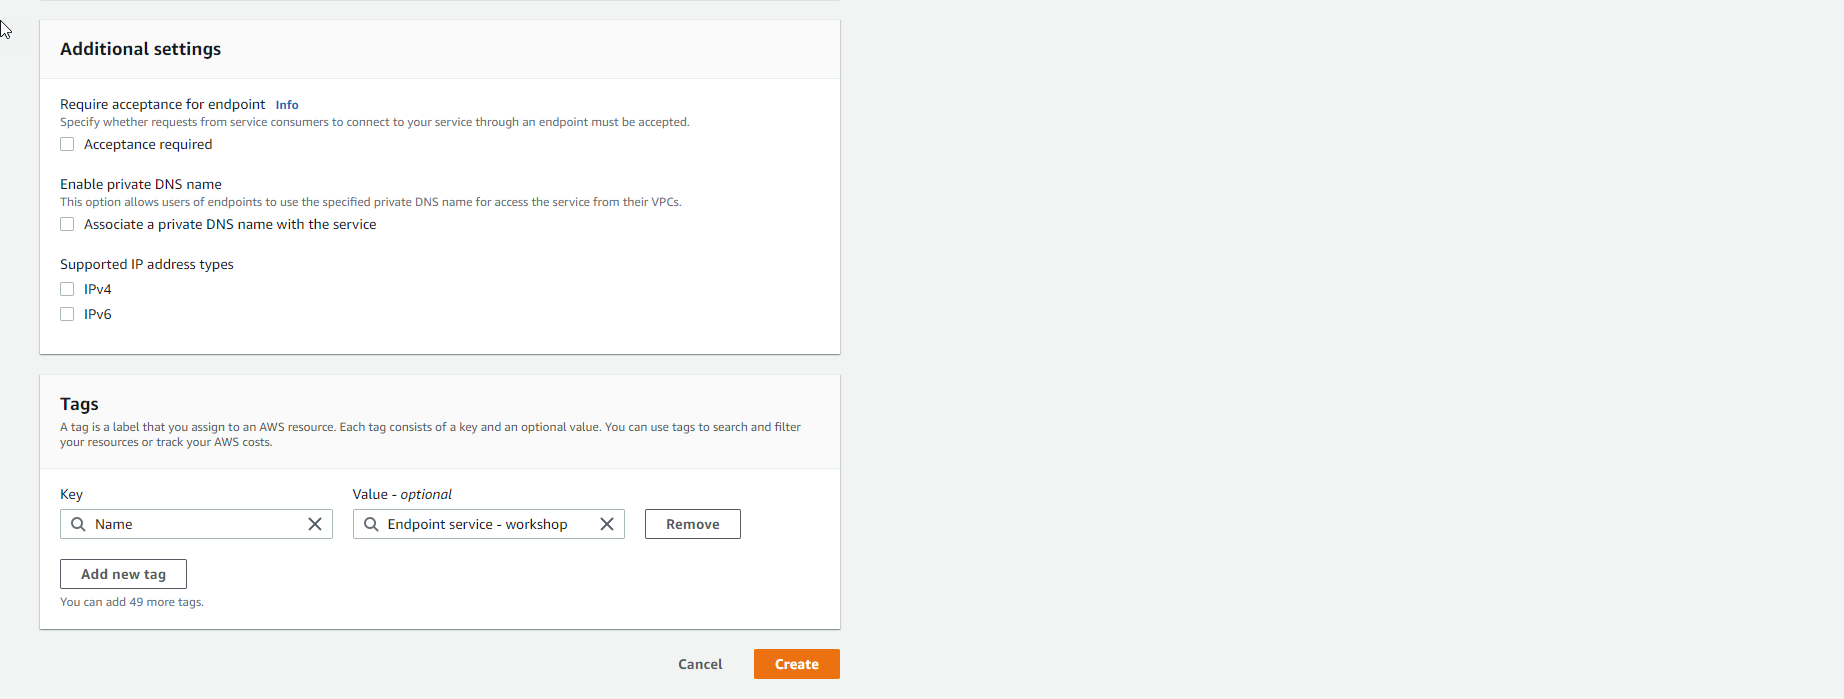 Additional settings
Require acceptance for endpoint Info
Specify whether requests from service consumers to connect to your service through an endpoint must be accepted.
Acceptance required
Enable private DNS name
This option allows users of endpoints to use the specified private DNS name for access the service from their VPCs.
Associate a private DNS name with the service
Supported IP address types
IPv4
IPv6
Tags
A tag is a label that you assign to an AWS resource. Each tag consists of a key and an optional value. You can use tags to search and filter
your resources or track your AWS costs.
Key Value - optional
Name Endpoint service - workshop Remove
Add new tag
You can add 49 more tags.
Cancel Create